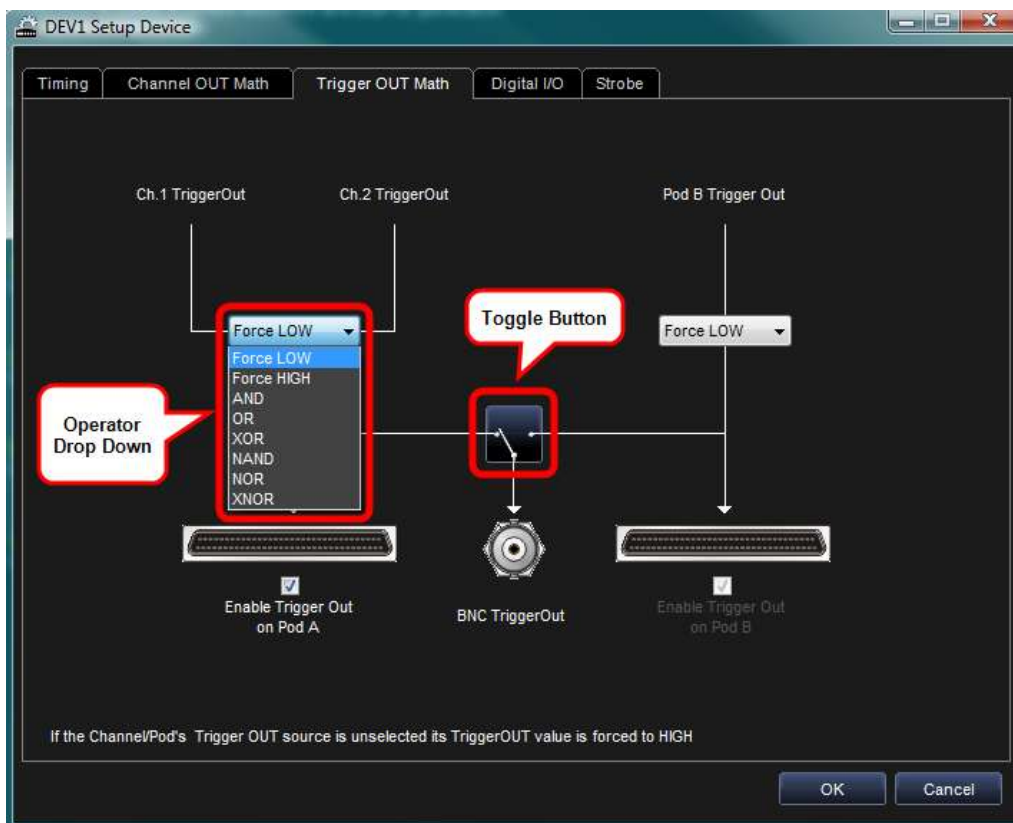 DEV1 Setup Device
Timing
Channel OUT Math
Trigger OUT Math
Digital I/O
Strobe
Ch.1 TriggerOut
Ch.2 TriggerOut
Pod B Trigger Out
Toggle Button
Force LOW
Force LOW
Force LOW
Force HIGH
AND
OR
XOR
NAND
NOR
XNOR
Operator
Drop Down
Enable Trigger Out
on Pod A
BNC TriggerOut
Enable Trigger Out
on Pod B
If the Channel/Pod's Trigger OUT source is unselected its TriggerOUT value is forced to HIGH
OK
Cancel